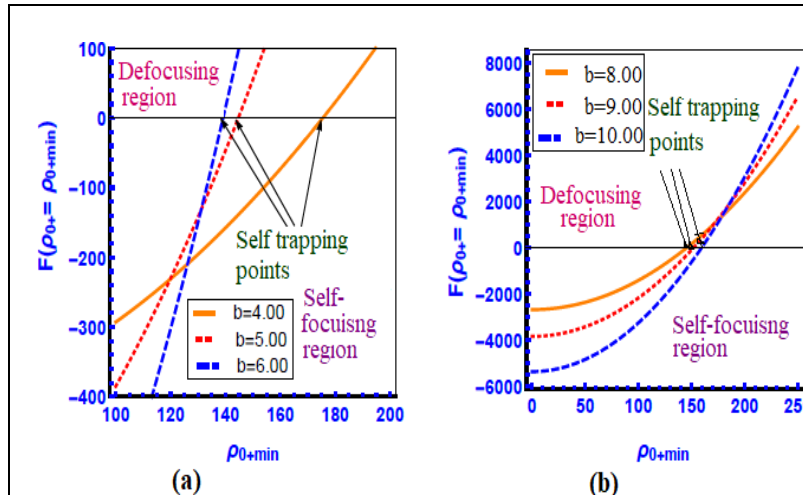 100
0
−100
−200
−300
−400
100 120 140 160 180 200
F(ρ0+= ρ0+min)
ρ0+min
Defocusing
region
Self trapping
points
Self-
focuisng
region
b=4.00
b=5.00
b=6.00
(a)
8000
6000
4000
2000
0
−2000
−4000
−6000
0 50 100 150 200 250
F(ρ0+= ρ0+min)
ρ0+min
b=8.00
b=9.00
b=10.00
Self trapping
points
Defocusing
region
Self-focuisng
region
(b)